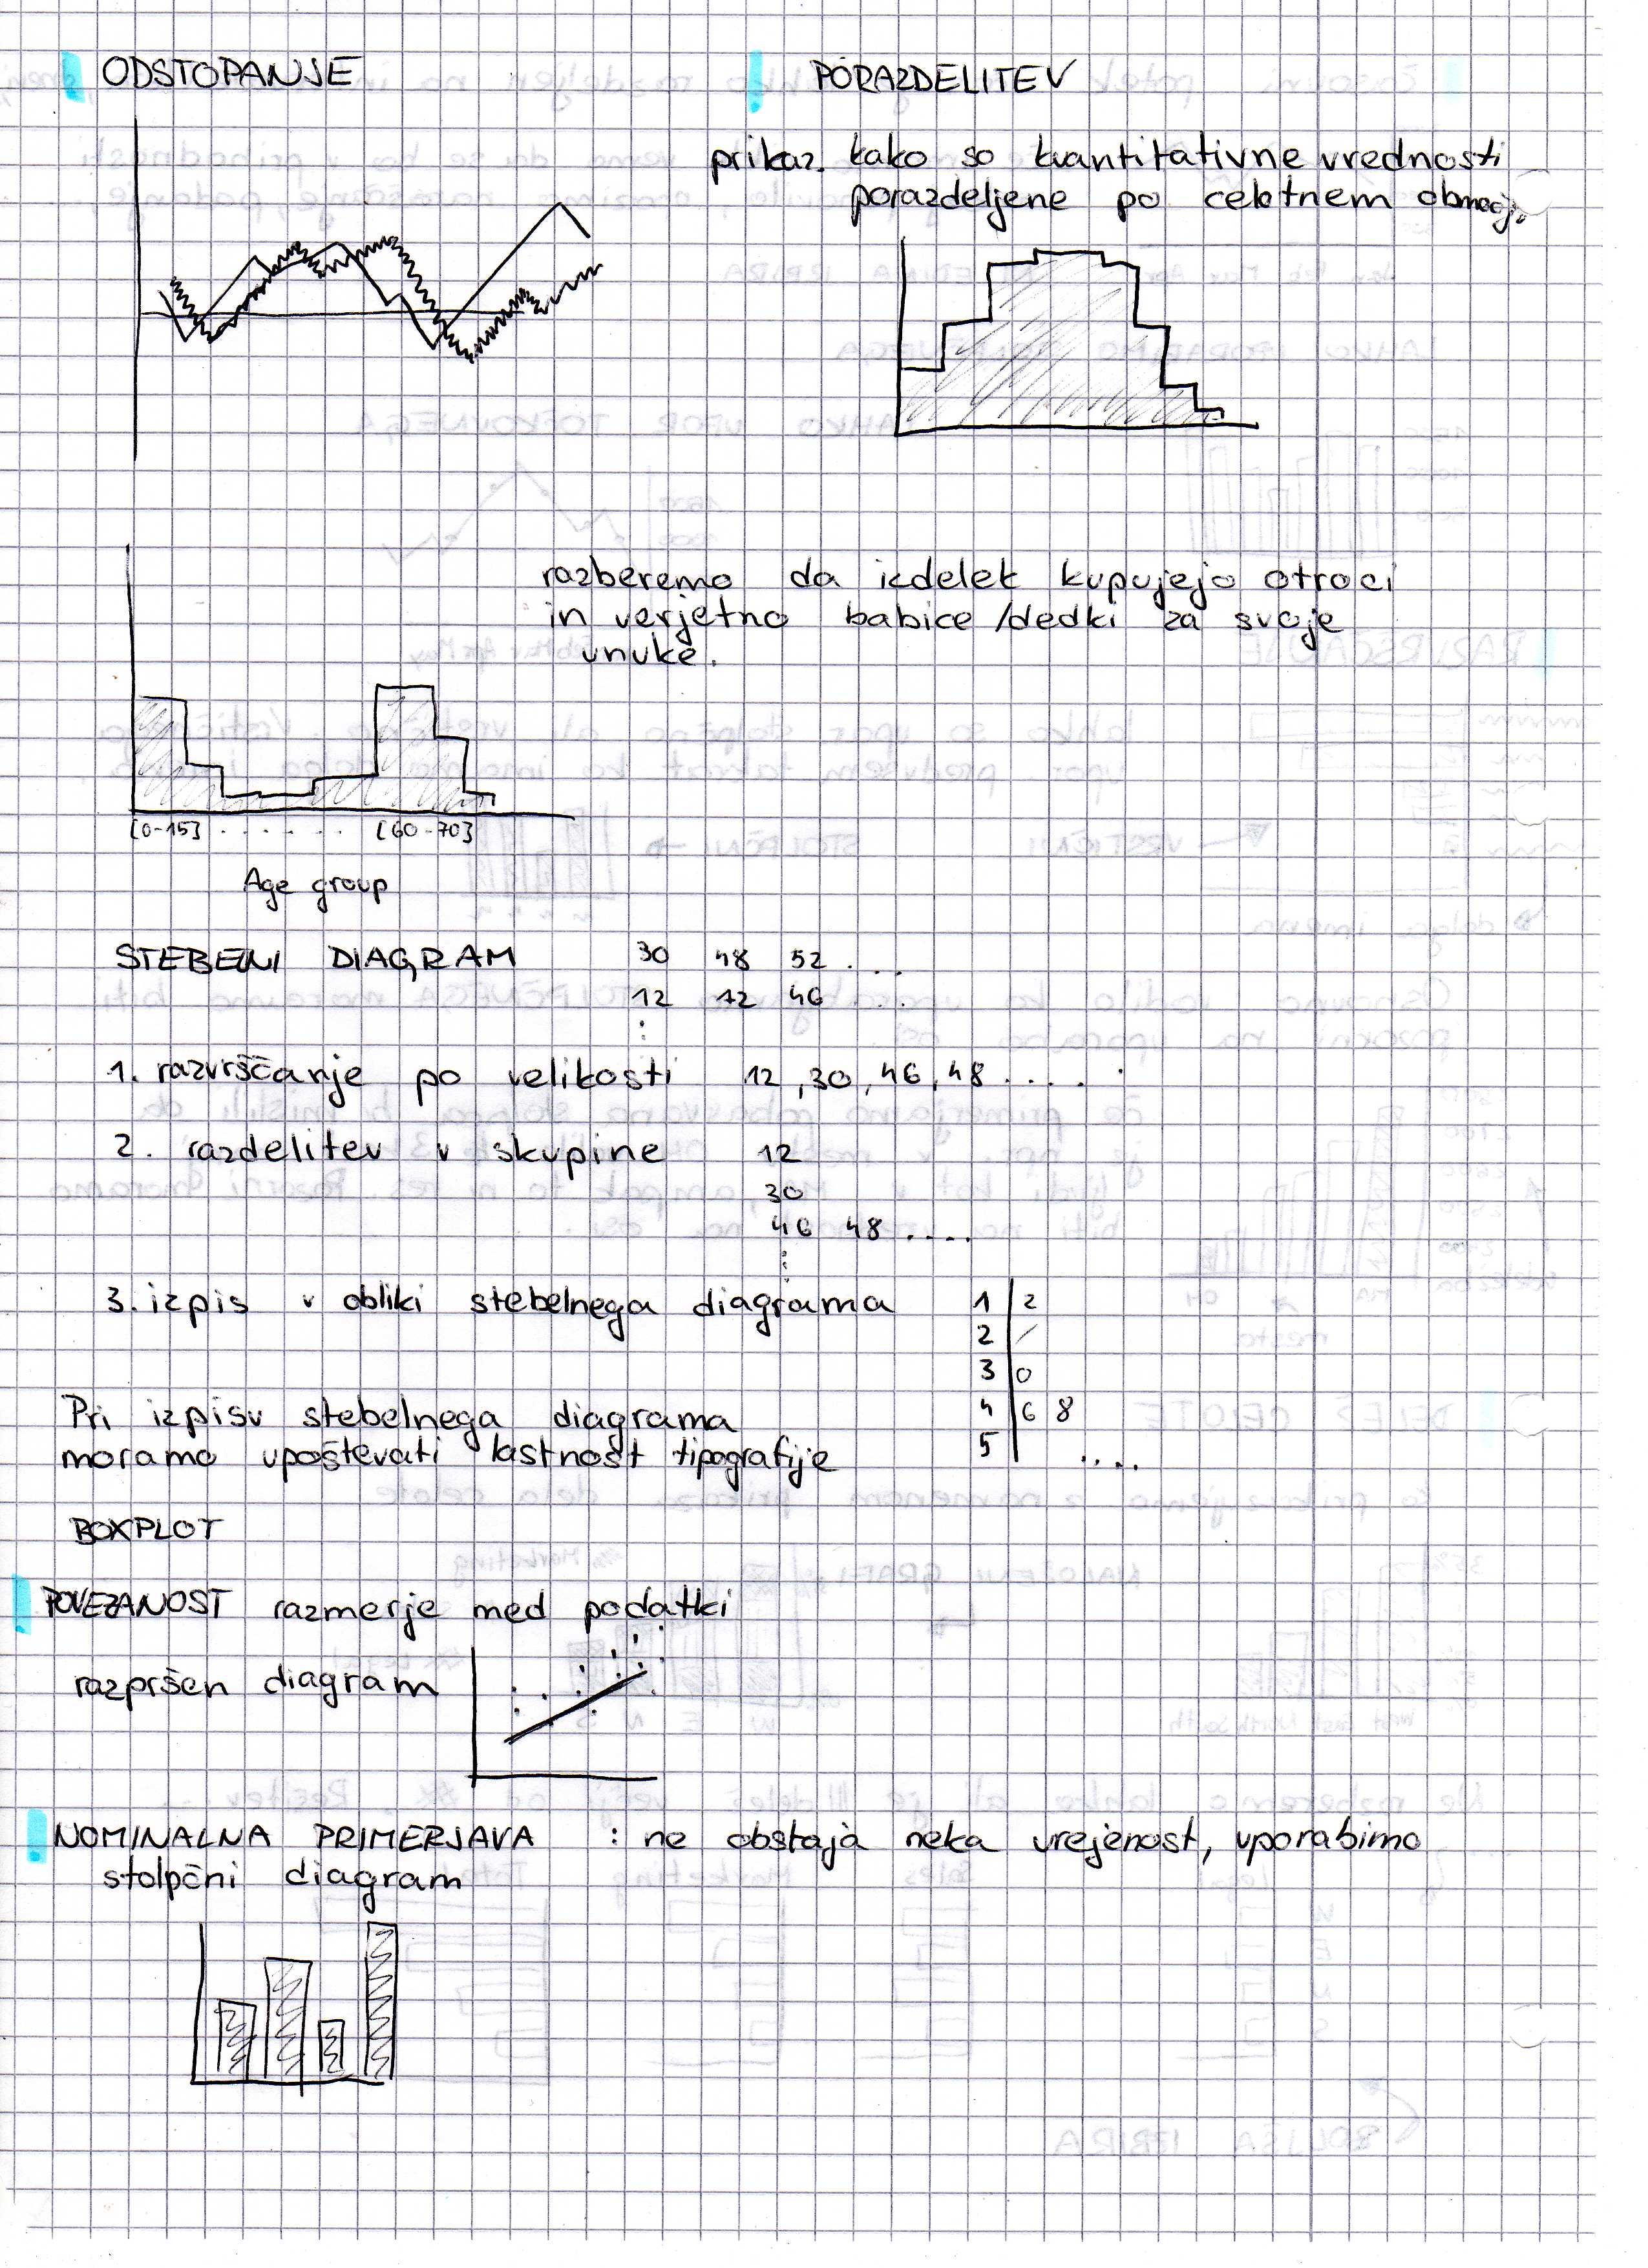 ODSTOPANJE
PORAZDELITEV
prikaz. kako so kvantitativne vrednosti
porazdeljene po celotnem območj.
razberemo da izdelek kupujejo otroci
in verjetno babice /dedki za svoje
vnuke.
[0-15] . . . . . . [60-70]
Age group
STEBELNI DIAGRAM 30 48 52 . . .
12 12 46 . . .
1. razvrščanje po velikosti 12, 30, 46, 48 . . . . .
2. razdelitev v skupine 12
30
46 48 . . . .
3. izpis v obliki stebelnega diagrama
1 | 2
2 | /
3 | 0
4 | 6 8
5 | . . . .
Pri izpisu stebelnega diagrama
moramo upoštevati lastnost tipografije
BOXPLOT
POVEZANOST razmerje med podatki
razpršen diagram
NOMINALNA PRIMERJAVA : ne obstaja neka urejenost, uporabimo
stolpčni diagram